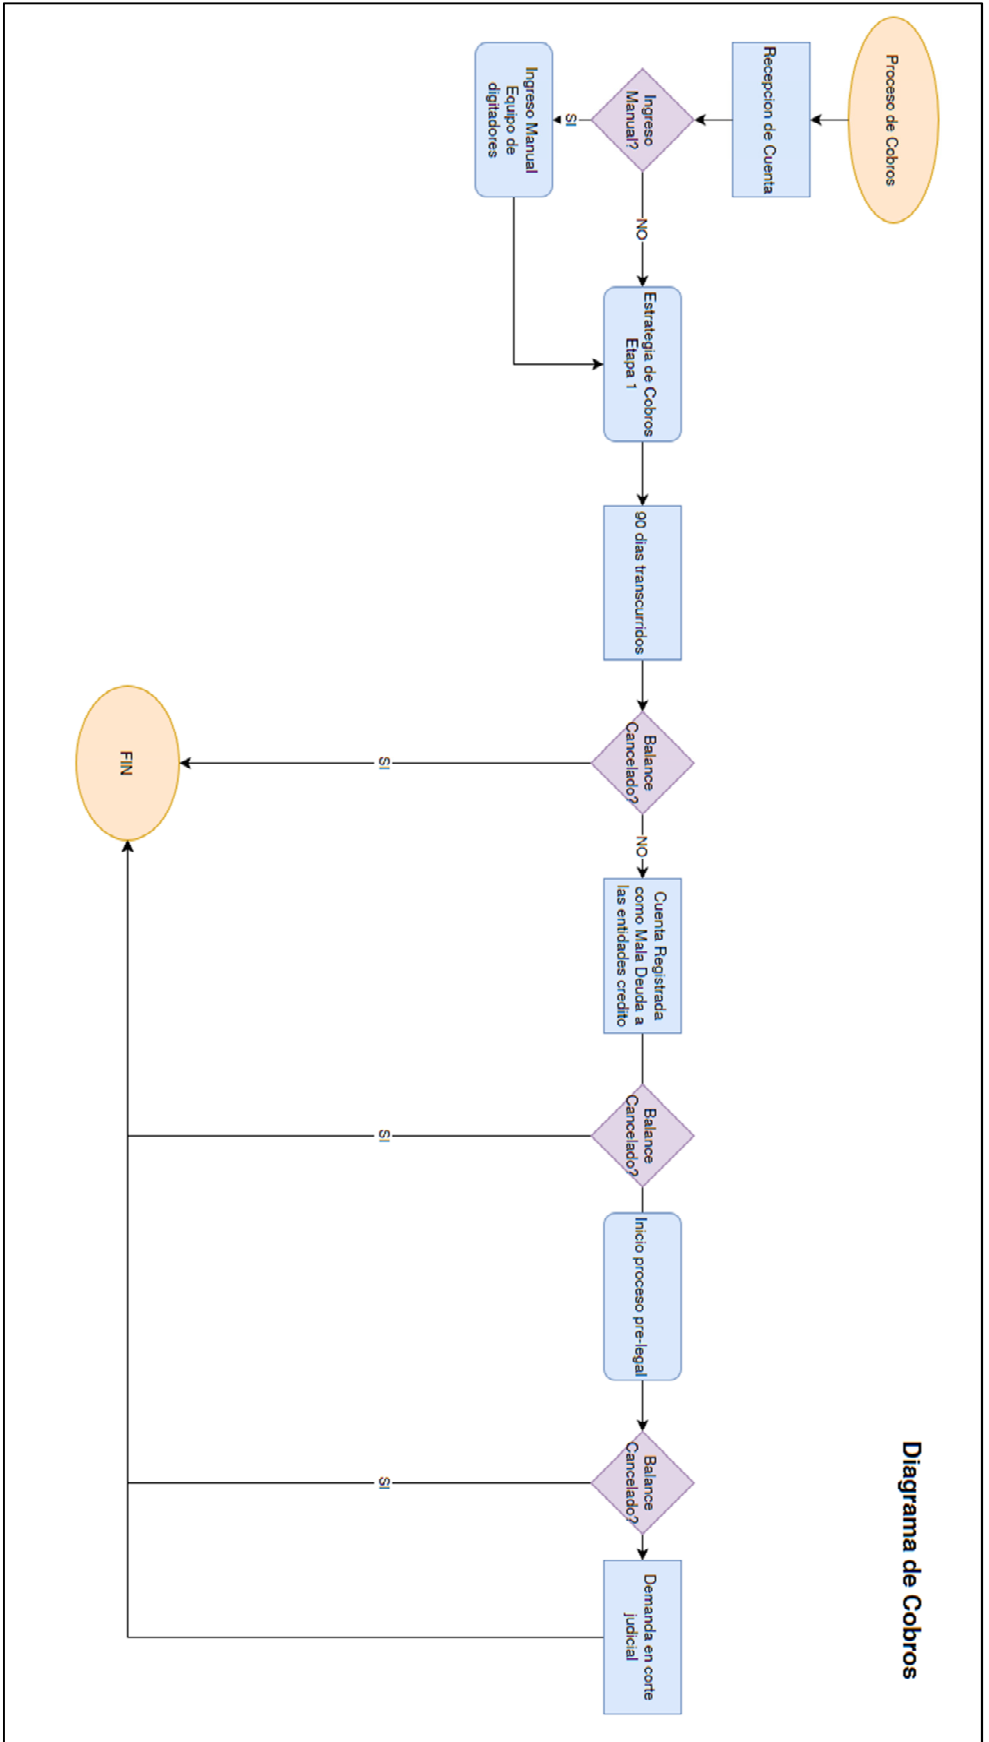 Diagrama de Cobros
Proceso de Cobros
Recepcion de Cuenta
Ingreso
Manual?
SI
Ingreso Manual
Equipo de
digitadores
NO
Estrategia de Cobros
Etapa 1
90 dias transcurridos
Balance
Cancelado?
SI
NO
Cuenta Registrada
como Mala Deuda a
las entidades credito
Balance
Cancelado?
SI
Inicio proceso pre-legal
Balance
Cancelado?
SI
Demanda en corte
judicial
FIN